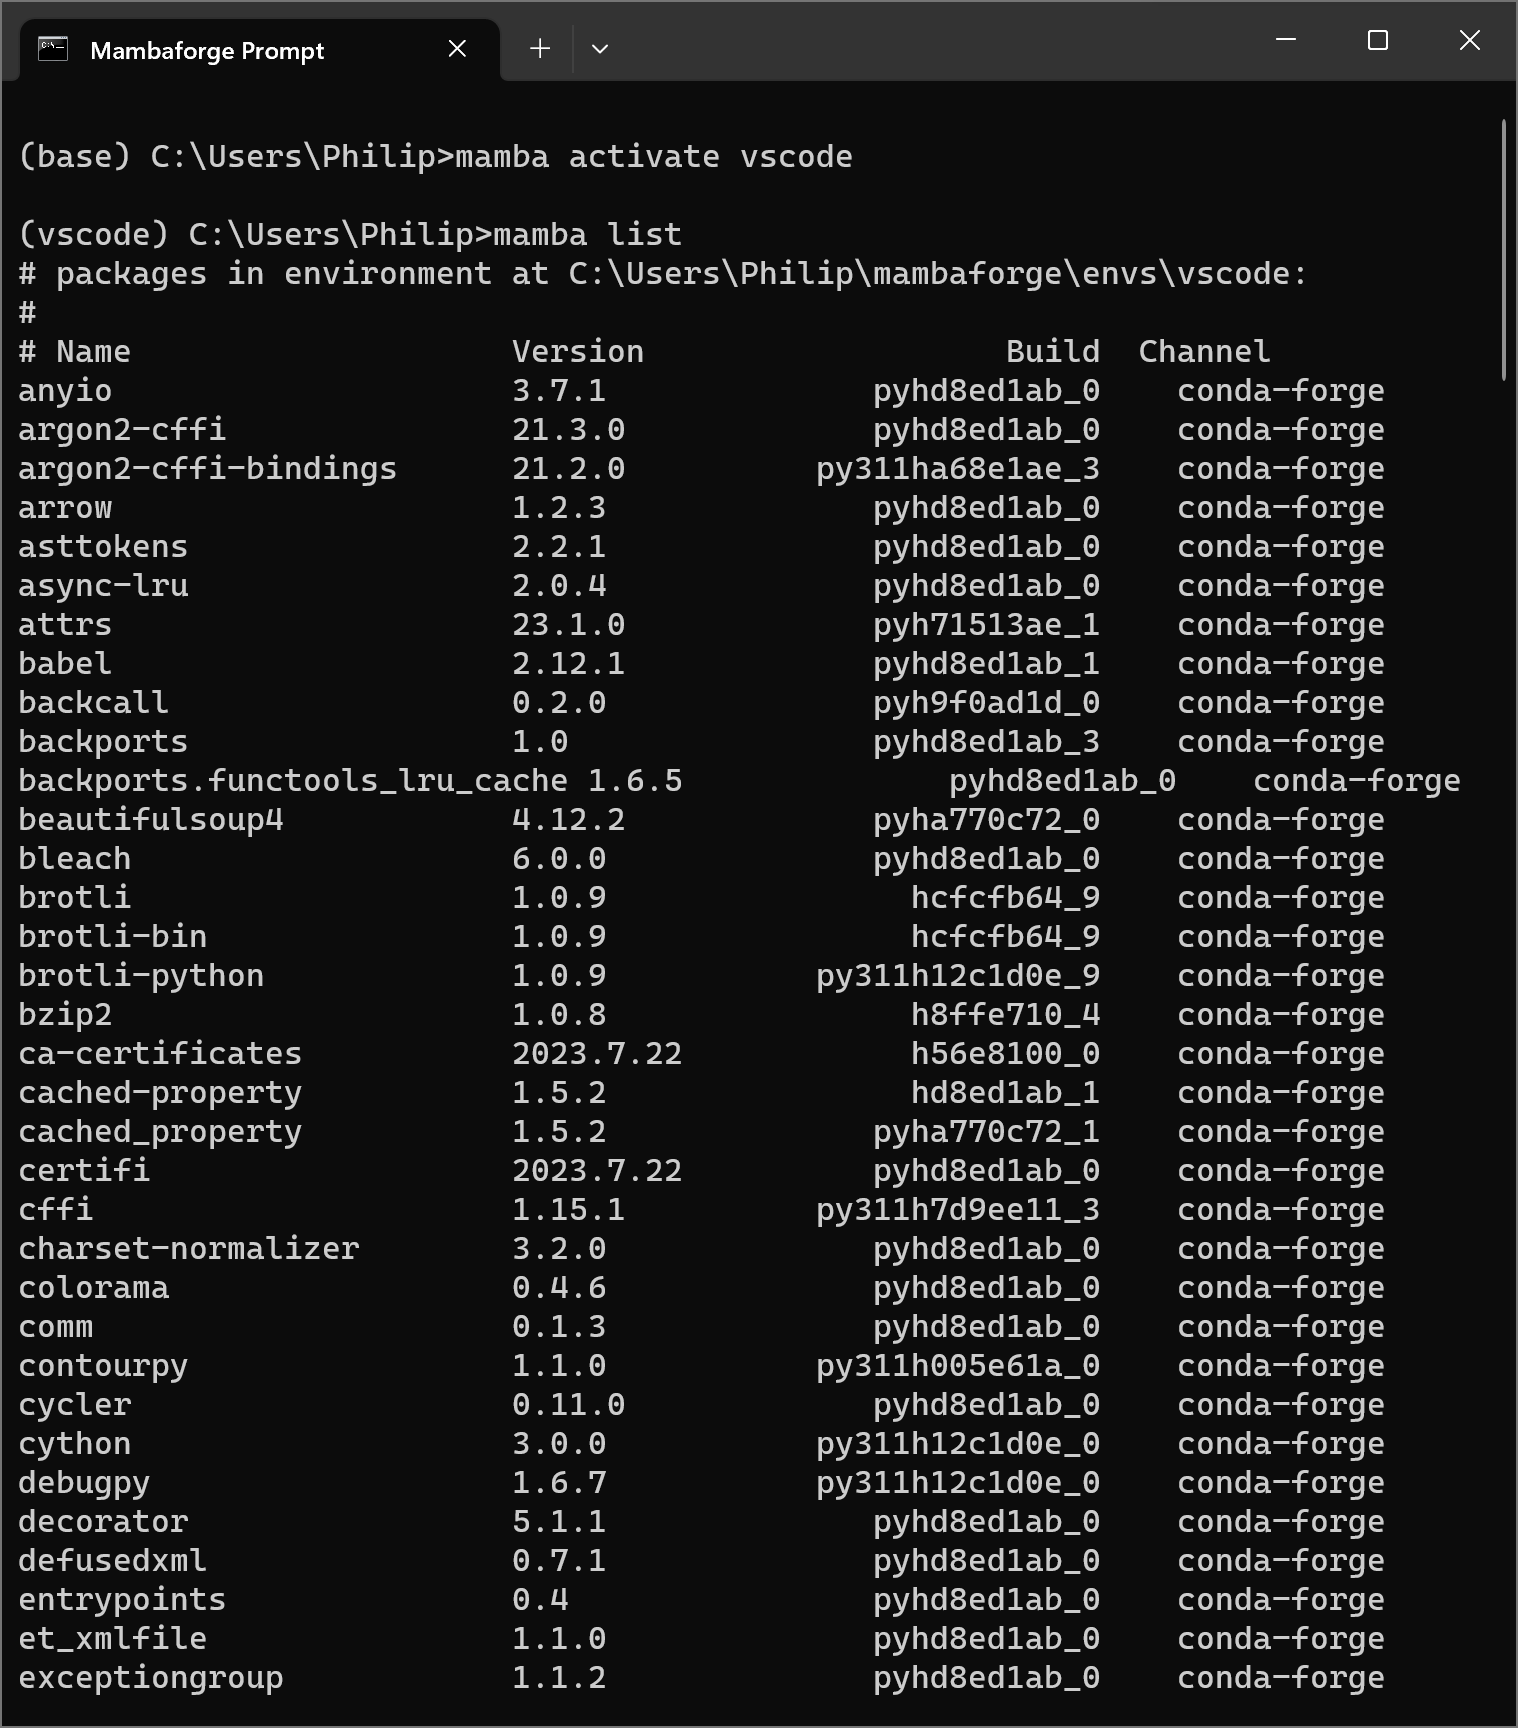 Mambaforge Prompt
(base) C:\Users\Philip>mamba activate vscode
(vscode) C:\Users\Philip>mamba list
# packages in environment at C:\Users\Philip\mambaforge\envs\vscode:
#
# Name                    Version                   Build  Channel
anyio                     3.7.1              pyhd8ed1ab_0    conda-forge
argon2-cffi               21.3.0             pyhd8ed1ab_0    conda-forge
argon2-cffi-bindings      21.2.0          py311ha68e1ae_3    conda-forge
arrow                     1.2.3              pyhd8ed1ab_0    conda-forge
asttokens                 2.2.1              pyhd8ed1ab_0    conda-forge
async-lru                 2.0.4              pyhd8ed1ab_0    conda-forge
attrs                     23.1.0             pyh71513ae_1    conda-forge
babel                     2.12.1             pyhd8ed1ab_1    conda-forge
backcall                  0.2.0              pyh9f0ad1d_0    conda-forge
backports                 1.0                pyhd8ed1ab_3    conda-forge
backports.functools_lru_cache 1.6.5              pyhd8ed1ab_0    conda-forge
beautifulsoup4            4.12.2             pyha770c72_0    conda-forge
bleach                    6.0.0              pyhd8ed1ab_0    conda-forge
brotli                    1.0.9                hcfcfb64_9    conda-forge
brotli-bin                1.0.9                hcfcfb64_9    conda-forge
brotli-python             1.0.9           py311h12c1d0e_9    conda-forge
bzip2                     1.0.8                h8ffe710_4    conda-forge
ca-certificates           2023.7.22            h56e8100_0    conda-forge
cached-property           1.5.2                hd8ed1ab_1    conda-forge
cached_property           1.5.2              pyha770c72_1    conda-forge
certifi                   2023.7.22          pyhd8ed1ab_0    conda-forge
cffi                      1.15.1          py311h7d9ee11_3    conda-forge
charset-normalizer        3.2.0              pyhd8ed1ab_0    conda-forge
colorama                  0.4.6              pyhd8ed1ab_0    conda-forge
comm                      0.1.3              pyhd8ed1ab_0    conda-forge
contourpy                 1.1.0           py311h005e61a_0    conda-forge
cycler                    0.11.0             pyhd8ed1ab_0    conda-forge
cython                    3.0.0           py311h12c1d0e_0    conda-forge
debugpy                   1.6.7           py311h12c1d0e_0    conda-forge
decorator                 5.1.1              pyhd8ed1ab_0    conda-forge
defusedxml                0.7.1              pyhd8ed1ab_0    conda-forge
entrypoints               0.4                pyhd8ed1ab_0    conda-forge
et_xmlfile                1.1.0              pyhd8ed1ab_0    conda-forge
exceptiongroup            1.1.2              pyhd8ed1ab_0    conda-forge